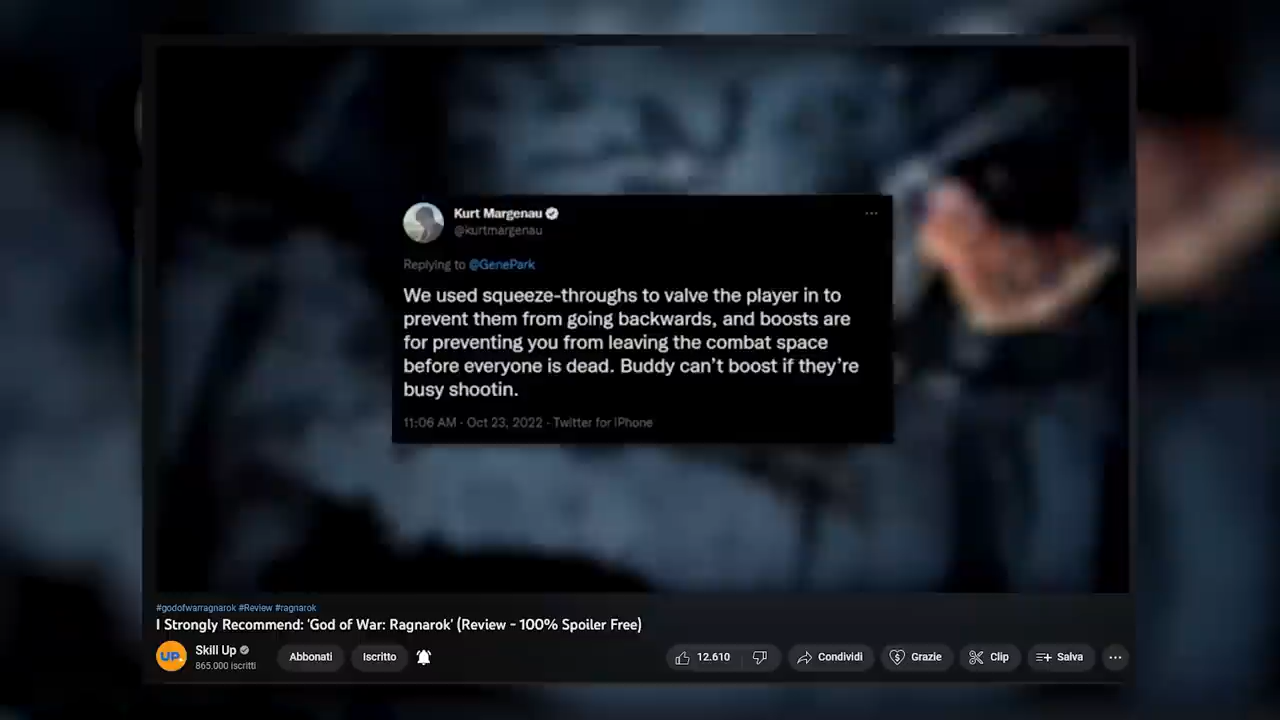 Kurt Margenau
@kurtmargenau
Replying to @GenePark
We used squeeze-throughs to valve the player in to
prevent them from going backwards, and boosts are
for preventing you from leaving the combat space
before everyone is dead. Buddy can't boost if they're
busy shootin.
11:06 AM · Oct 23, 2022 · Twitter for iPhone
#godofwarragnarok #Review #ragnarok
I Strongly Recommend: 'God of War: Ragnarok' (Review - 100% Spoiler Free)
UP.
Skill Up
865.000 iscritti
Abbonati
Iscritto
12.610
Condividi
Grazie
Clip
Salva